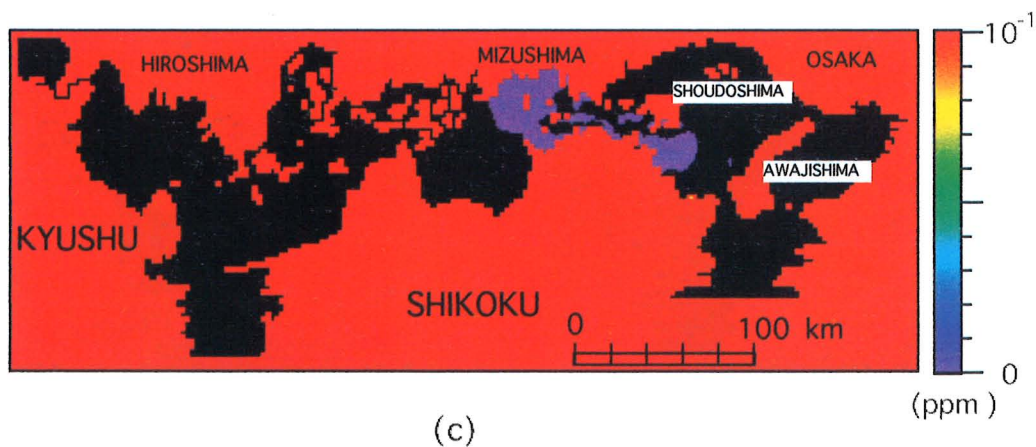 10-1
HIROSHIMA
MIZUSHIMA
OSAKA
SHOUDOSHIMA
AWAJISHIMA
KYUSHU
SHIKOKU
0
100 km
0
(ppm )
(c)